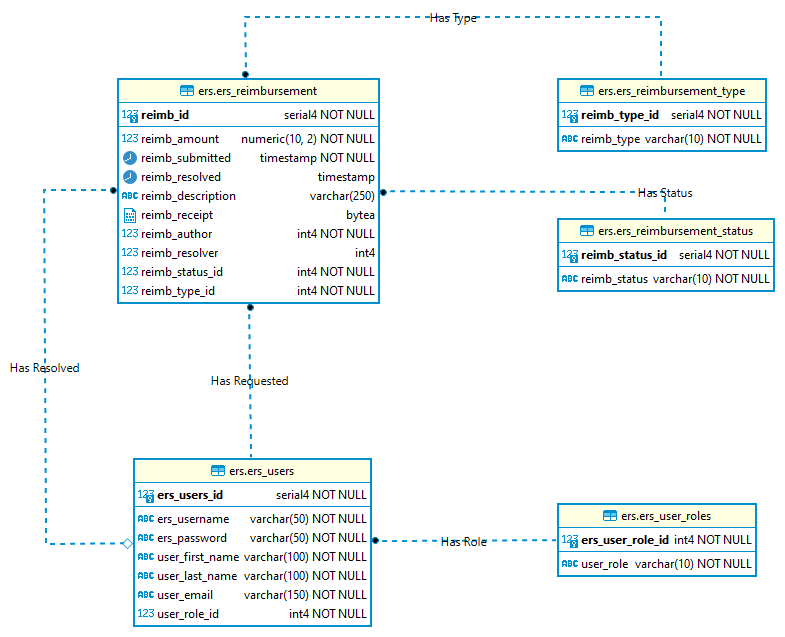 Has Type
ers.ers_reimbursement
123 reimb_id serial4 NOT NULL
123 reimb_amount numeric(10, 2) NOT NULL
reimb_submitted timestamp NOT NULL
reimb_resolved timestamp
ABC reimb_description varchar(250)
reimb_receipt bytea
123 reimb_author int4 NOT NULL
123 reimb_resolver int4
123 reimb_status_id int4 NOT NULL
123 reimb_type_id int4 NOT NULL
ers.ers_reimbursement_type
123 reimb_type_id serial4 NOT NULL
ABC reimb_type varchar(10) NOT NULL
Has Status
ers.ers_reimbursement_status
123 reimb_status_id serial4 NOT NULL
ABC reimb_status varchar(10) NOT NULL
Has Resolved
Has Requested
ers.ers_users
123 ers_users_id serial4 NOT NULL
ABC ers_username varchar(50) NOT NULL
ABC ers_password varchar(50) NOT NULL
ABC user_first_name varchar(100) NOT NULL
ABC user_last_name varchar(100) NOT NULL
ABC user_email varchar(150) NOT NULL
123 user_role_id int4 NOT NULL
Has Role
ers.ers_user_roles
123 ers_user_role_id int4 NOT NULL
ABC user_role varchar(10) NOT NULL